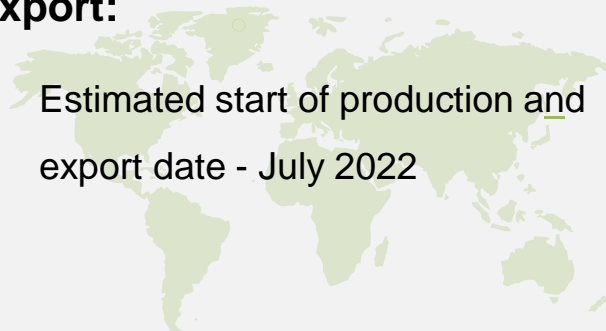 xport:
Estimated start of production and
export date - July 2022